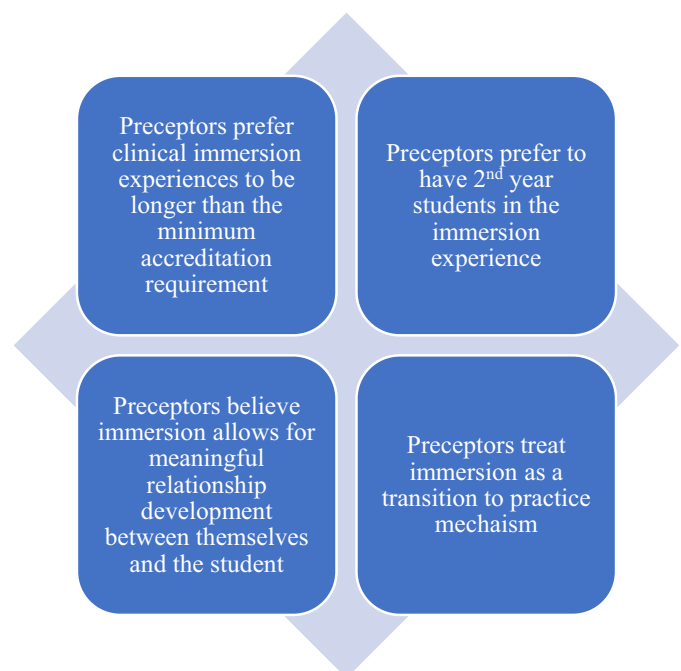 Preceptors prefer
clinical immersion
experiences to be
longer than the
minimum
accreditation
requirement
Preceptors prefer to
have 2nd year
students in the
immersion
experience
Preceptors believe
immersion allows for
meaningful
relationship
development
between themselves
and the student
Preceptors treat
immersion as a
transition to practice
mechaism